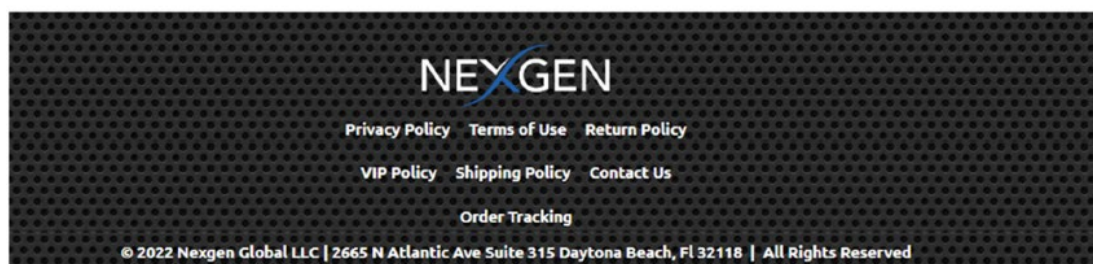 NEXGEN
Privacy Policy Terms of Use Return Policy
VIP Policy Shipping Policy Contact Us
Order Tracking
© 2022 Nexgen Global LLC | 2665 N Atlantic Ave Suite 315 Daytona Beach, Fl 32118 | All Rights Reserved